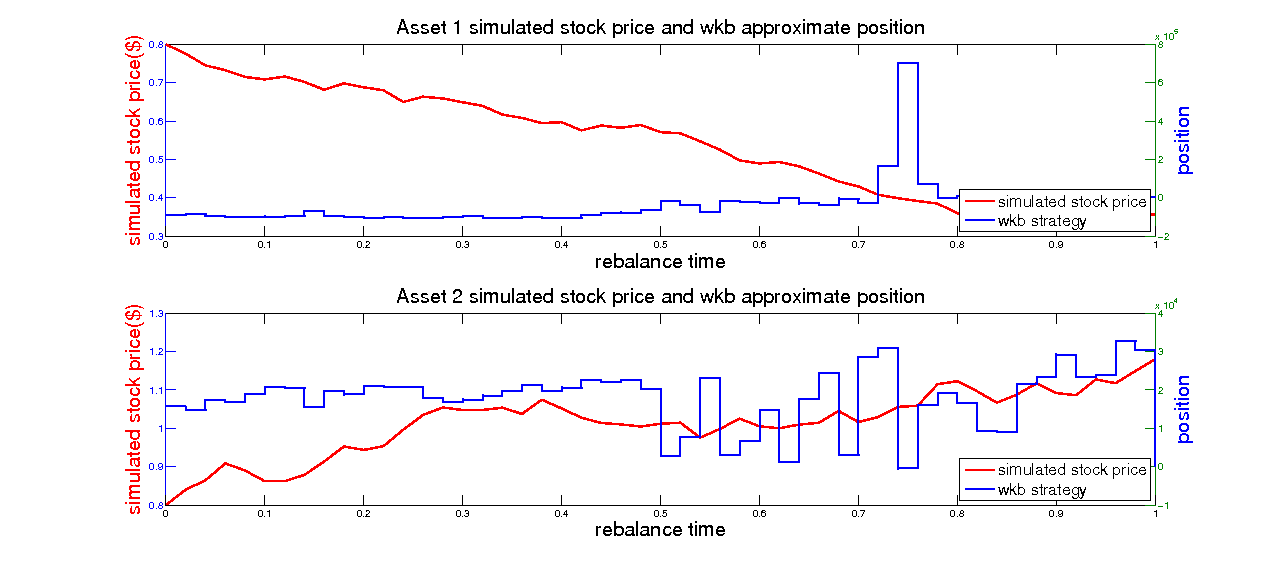 Asset 1 simulated stock price and wkb approximate position
simulated stock price($)
0.8
0.7
0.6
0.5
0.4
0.3
x 10
8
6
4
2
0
−2
position
simulated stock price
wkb strategy
0 0.1 0.2 0.3 0.4 0.5 0.6 0.7 0.8 0.9 1
rebalance time
Asset 2 simulated stock price and wkb approximate position
simulated stock price($)
1.3
1.2
1.1
1
0.9
0.8
x 10⁴
4
3
2
1
0
−1
position
simulated stock price
wkb strategy
0 0.1 0.2 0.3 0.4 0.5 0.6 0.7 0.8 0.9 1
rebalance time